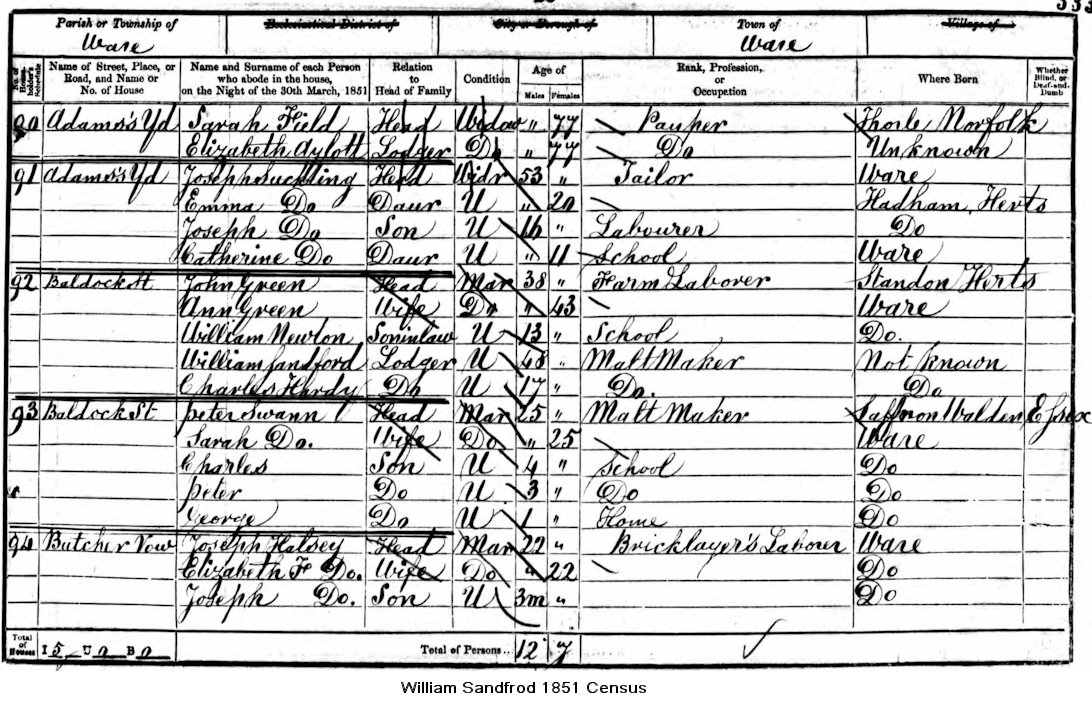 Parish or Township of Ecclesiastical District of City or Borough of Town of Village of
Ware Ware
No. of Householder's Schedule Name of Street, Place, or Road, and Name or No. of House Name and Surname of each Person who abode in the house, on the Night of the 30th March, 1851 Relation to Head of Family Condition Age of Males Females Rank, Profession, or Occupation Where Born Whether Blind, or Deaf-and-Dumb
90 Adams's Yd Sarah Field Head Widow " 77 Pauper Norfolk
Elizabeth Aylott Lodger Do " 77 Do Unknown
91 Adams's Yd Joseph Suckling Head Widr 53 " Tailor Ware
Emma Do Daur U " 20 Hadham, Herts
Joseph Do Son U 16 " Labourer Do
Catherine Do Daur U " 11 School Ware
92 Baldock St John Green Head Mar 38 " Farm Laborer Standon Herts
Ann Green Wife Do " 43 Ware
William Newton Soninlaw U 13 " School Do.
William Sandford Lodger U 48 " Malt Maker Not known
Charles Hardy Do U 17 " Do. Do
93 Baldock St Peter Swann Head Mar 25 " Malt Maker Saffron Walden Essex
Sarah Do. Wife Do " 25 Ware
Charles Son U 4 " School Do
Peter Do U 3 " Do Do
George Do U 1 " Home Do
94 Butcher Row Joseph Halsey Head Mar 22 " Bricklayer's Laborer Ware
Elizabeth F Do. Wife Do " 22 Do
Joseph Do. Son U 3m " Do
Total of Houses I 5 U 0 B 0 Total of Persons.. 12 7
William Sandfrod 1851 Census